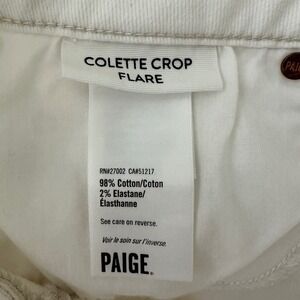 COLETTE CROP
FLARE
RN#27002 CA#51217
98% Cotton/Coton
2% Elastane/
Élasthanne
See care on reverse.
Voir le soin sur l'inverse.
PAIGE